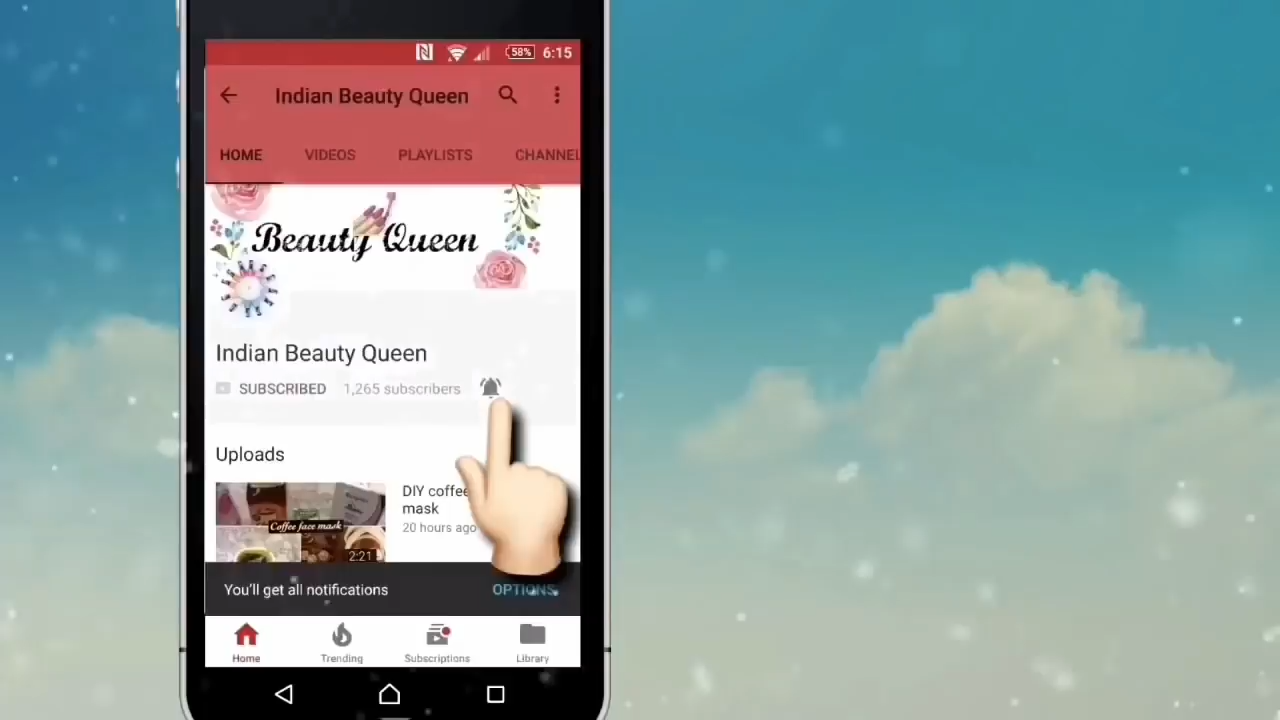 58% 6:15
Indian Beauty Queen
HOME VIDEOS PLAYLISTS CHANNEL
Beauty Queen
Indian Beauty Queen
SUBSCRIBED 1,265 subscribers
Uploads
DIY coffee
mask
20 hours ago
Coffee face mask
2:21
You'll get all notifications OPTIONS
Home Trending Subscriptions Library